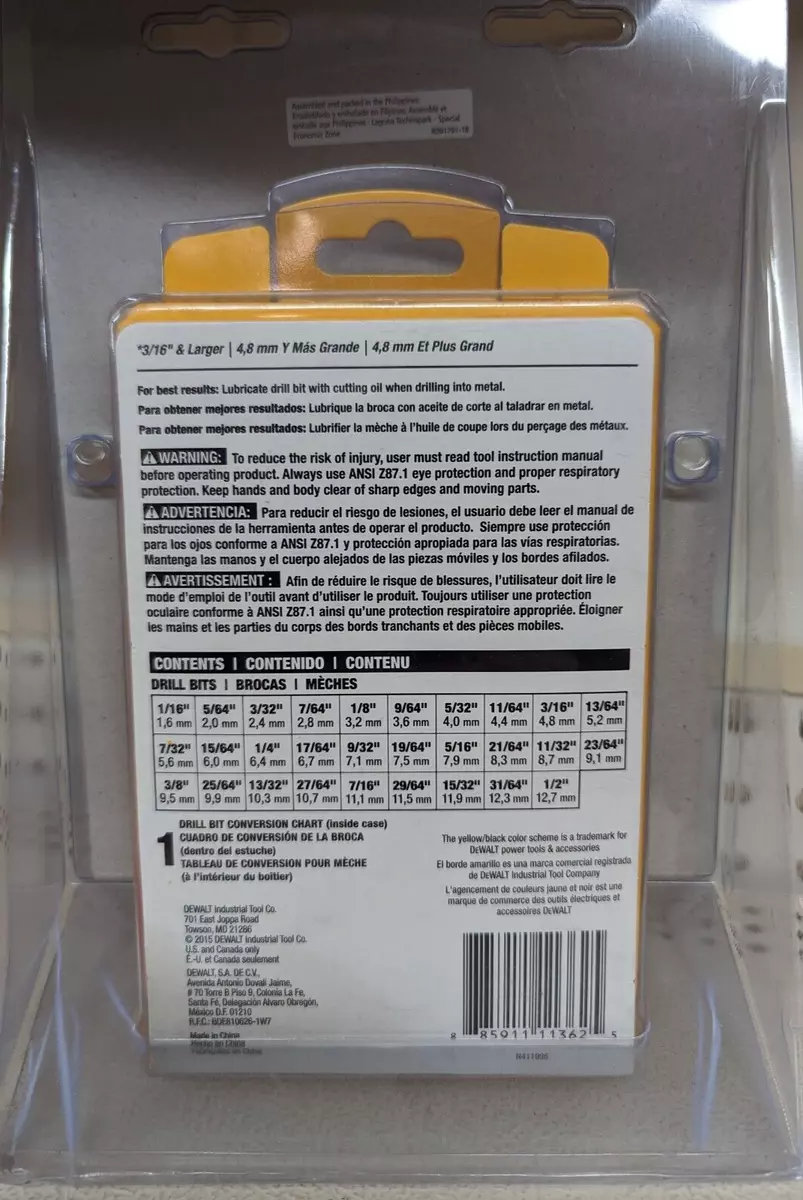 Assembled and packed in the Philippines
*3/16" & Larger | 4,8 mm Y Más Grande | 4,8 mm Et Plus Grand
For best results: Lubricate drill bit with cutting oil when drilling into metal.
Para obtener mejores resultados: Lubrique la broca con aceite de corte al taladrar en metal.
Para obtener mejores resultados: Lubrifier la mèche à l'huile de coupe lors du perçage des métaux.
WARNING: To reduce the risk of injury, user must read tool instruction manual
before operating product. Always use ANSI Z87.1 eye protection and proper respiratory
protection. Keep hands and body clear of sharp edges and moving parts.
ADVERTENCIA: Para reducir el riesgo de lesiones, el usuario debe leer el manual de
instrucciones de la herramienta antes de operar el producto. Siempre use protección
para los ojos conforme a ANSI Z87.1 y protección apropiada para las vías respiratorias.
Mantenga las manos y el cuerpo alejados de las piezas móviles y los bordes afilados.
AVERTISSEMENT : Afin de réduire le risque de blessures, l'utilisateur doit lire le
mode d'emploi de l'outil avant d'utiliser le produit. Toujours utiliser une protection
oculaire conforme à ANSI Z87.1 ainsi qu'une protection respiratoire appropriée. Éloigner
les mains et les parties du corps des bords tranchants et des pièces mobiles.
CONTENTS | CONTENIDO | CONTENU
DRILL BITS | BROCAS | MÈCHES
1/16" 5/64" 3/32" 7/64" 1/8" 9/64" 5/32" 11/64" 3/16" 13/64"
1,6 mm 2,0 mm 2,4 mm 2,8 mm 3,2 mm 3,6 mm 4,0 mm 4,4 mm 4,8 mm 5,2 mm
7/32" 15/64" 1/4" 17/64" 9/32" 19/64" 5/16" 21/64" 11/32" 23/64"
5,6 mm 6,0 mm 6,4 mm 6,7 mm 7,1 mm 7,5 mm 7,9 mm 8,3 mm 8,7 mm 9,1 mm
3/8" 25/64" 13/32" 27/64" 7/16" 29/64" 15/32" 31/64" 1/2"
9,5 mm 9,9 mm 10,3 mm 10,7 mm 11,1 mm 11,5 mm 11,9 mm 12,3 mm 12,7 mm
1
DRILL BIT CONVERSION CHART (inside case)
CUADRO DE CONVERSIÓN DE LA BROCA
(dentro del estuche)
TABLEAU DE CONVERSION POUR MÈCHE
(à l'intérieur du boîtier)
The yellow/black color scheme is a trademark for
DEWALT power tools & accessories
El borde amarillo es una marca comercial registrada
de DEWALT Industrial Tool Company
L'agencement de couleurs jaune et noir est une
marque de commerce des outils électriques et
accessoires DEWALT
DEWALT Industrial Tool Co.
701 East Joppa Road
Towson, MD 21286
© 2015 DEWALT Industrial Tool Co.
U.S. and Canada only
É.-U. et Canada seulement
DEWALT, S.A. DE C.V.,
Avenida Antonio Dovali Jaime,
# 70 Torre B Piso 9, Colonia La Fe,
Santa Fé, Delegación Alvaro Obregón,
México D.F. 01210
R.F.C.: BDE810626-1W7
Made in China
Hecho en China
8 85911 11362 5